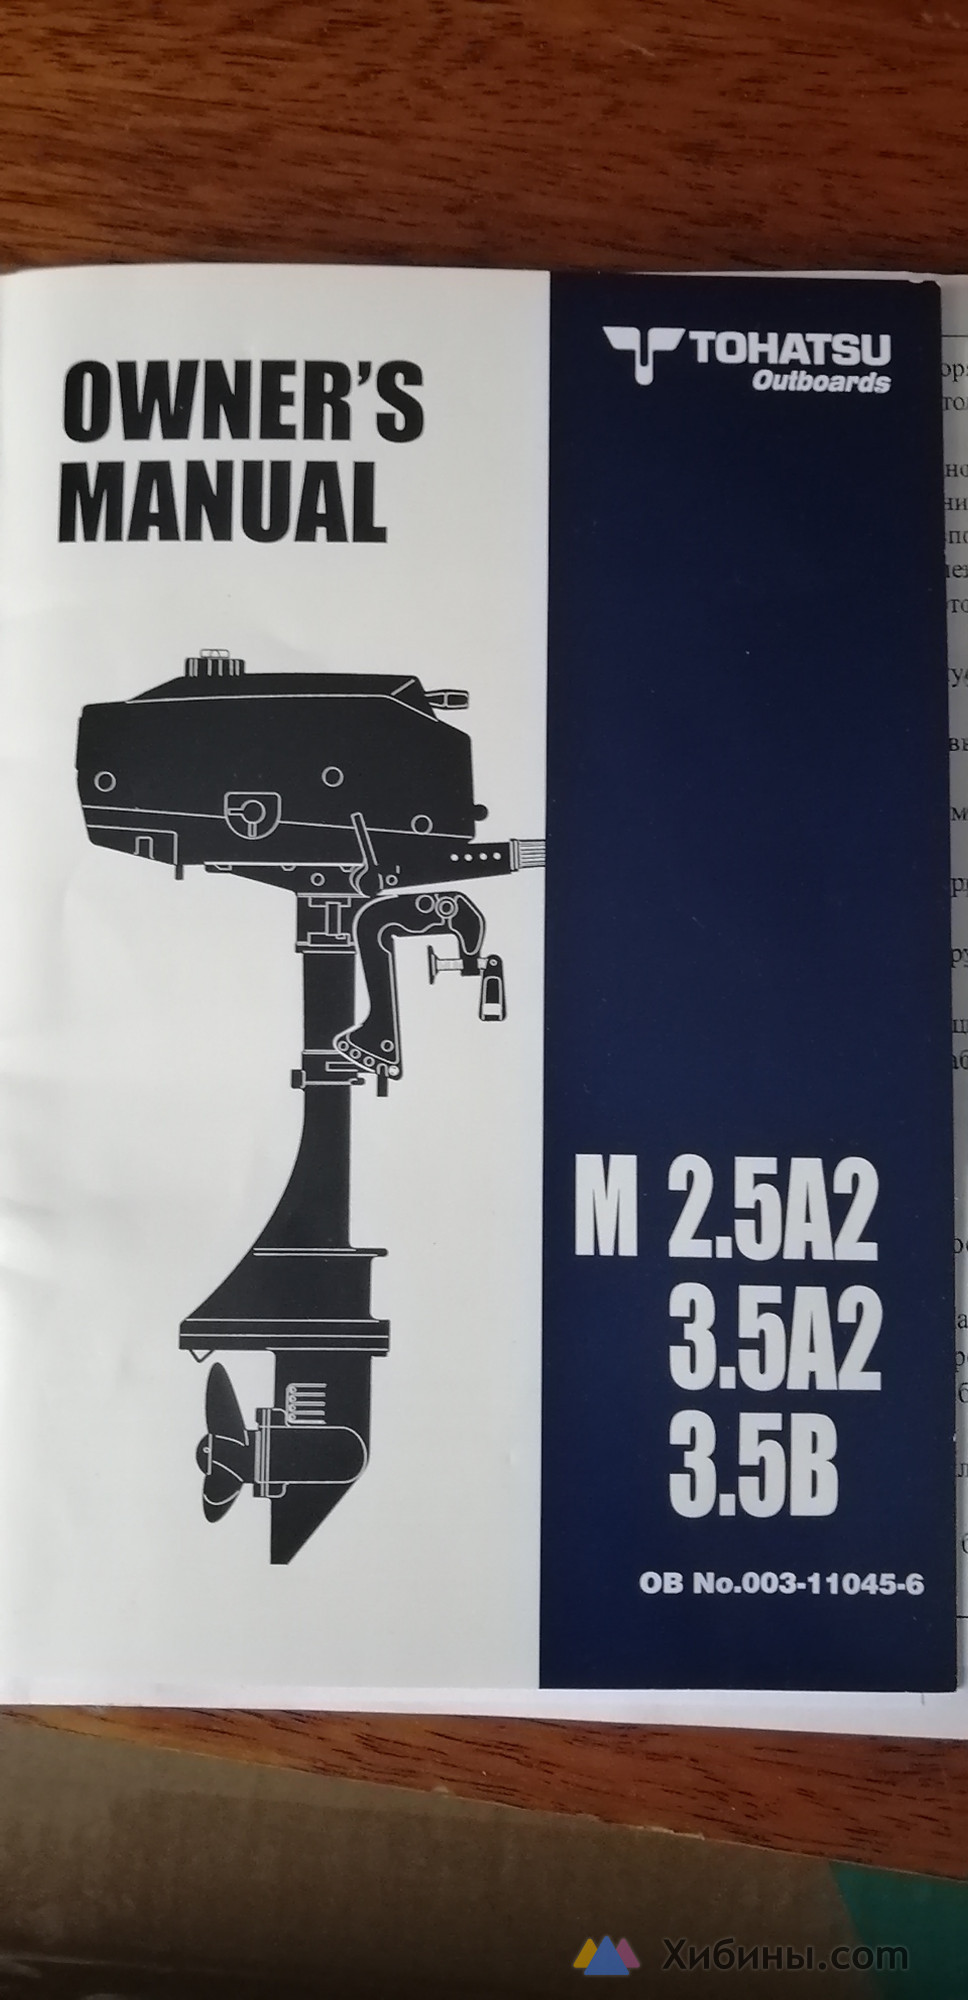 OWNER'S
MANUAL
TOHATSU
Outboards
M 2.5A2
3.5A2
3.5B
OB No.003-11045-6
Хибины.com